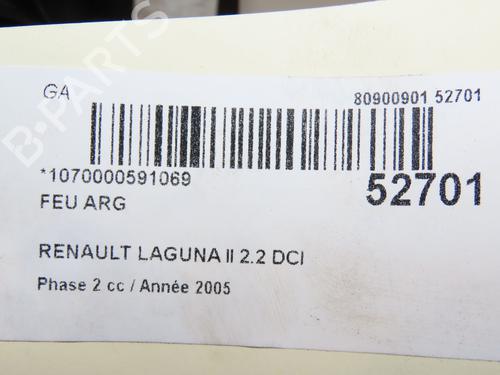 GA
80900901 52701
*1070000591069
52701
FEU ARG
RENAULT LAGUNA II 2.2 DCI
Phase 2 cc / Année 2005
B-PARTS